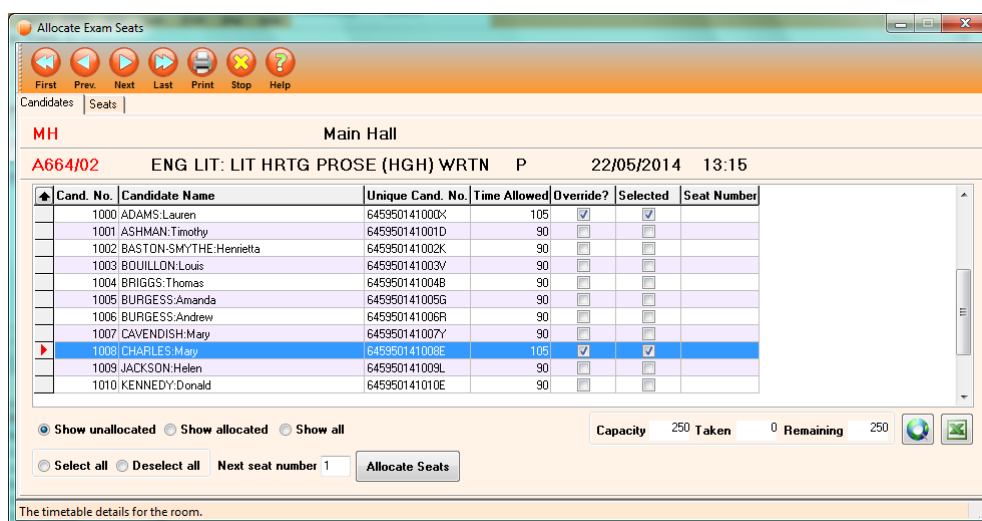 Allocate Exam Seats
First Prev. Next Last Print Stop Help
Candidates Seats
MH Main Hall
A664/02 ENG LIT: LIT HRTG PROSE (HGH) WRTN P 22/05/2014 13:15
Cand. No. Candidate Name Unique Cand. No. Time Allowed Override? Selected Seat Number
1000 ADAMS:Lauren 645950141000X 105
1001 ASHMAN:Timothy 645950141001D 90
1002 BASTON-SMYTHE:Henrietta 645950141002K 90
1003 BOUILLON:Louis 645950141003V 90
1004 BRIGGS:Thomas 645950141004B 90
1005 BURGESS:Amanda 645950141005G 90
1006 BURGESS:Andrew 645950141006R 90
1007 CAVENDISH:Mary 645950141007Y 90
1008 CHARLES:Mary 645950141008E 105
1009 JACKSON:Helen 645950141009L 90
1010 KENNEDY:Donald 645950141010E 90
Show unallocated Show allocated Show all Capacity 250 Taken 0 Remaining 250
Select all Deselect all Next seat number 1 Allocate Seats
The timetable details for the room.